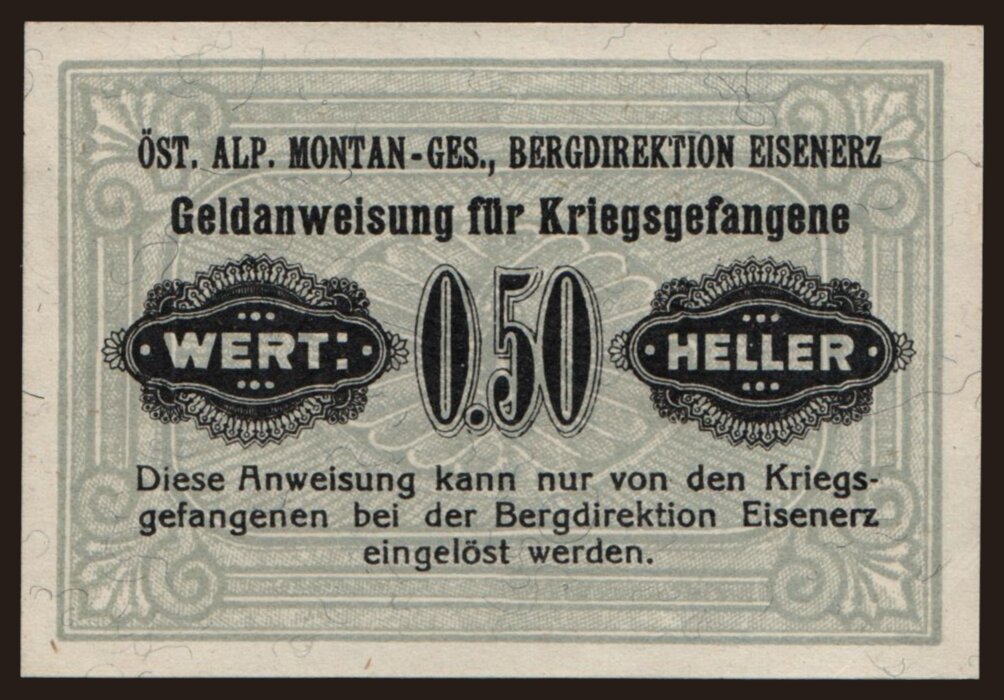 ÖST. ALP. MONTAN-GES., BERGDIREKTION EISENERZ
Geldanweisung für Kriegsgefangene
WERT: 0.50 HELLER
Diese Anweisung kann nur von den Kriegs-
gefangenen bei der Bergdirektion Eisenerz
eingelöst werden.